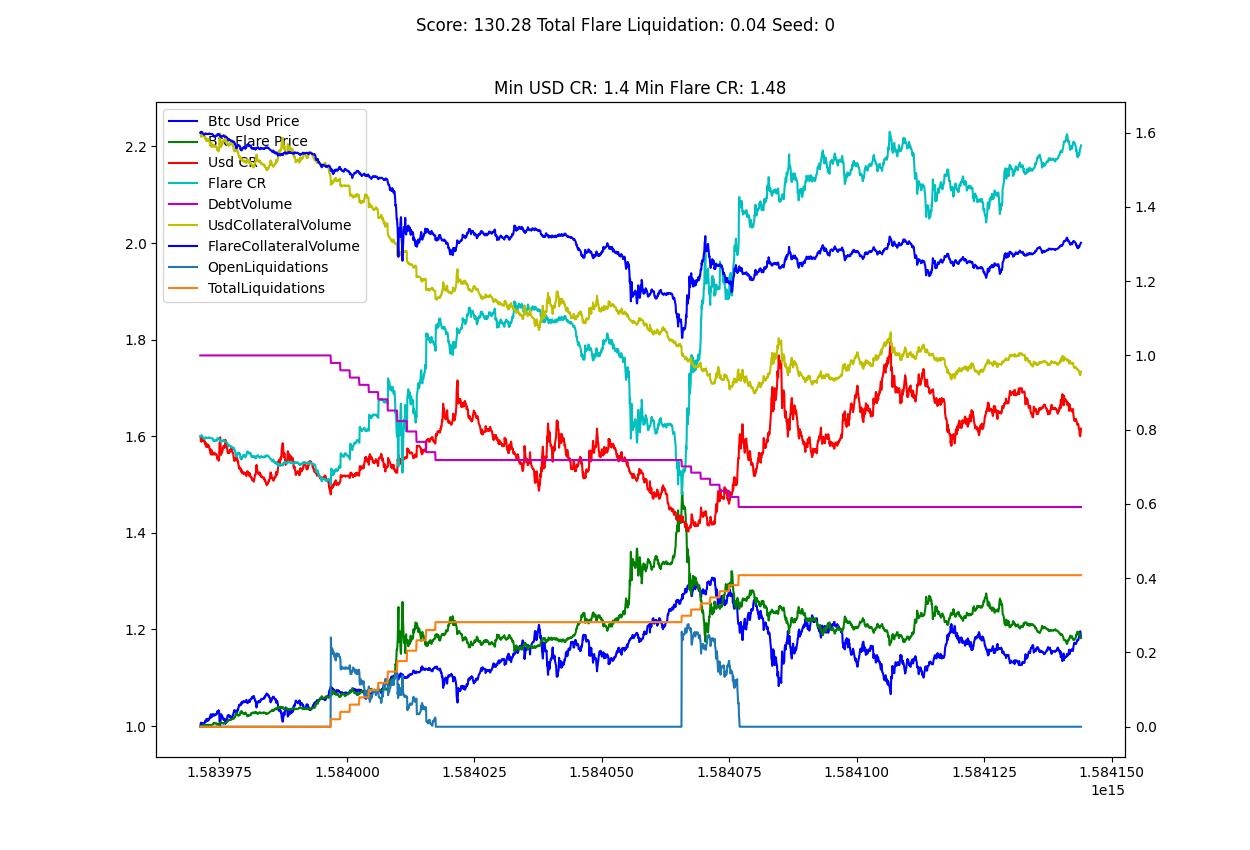 Score: 130.28 Total Flare Liquidation: 0.04 Seed: 0
Min USD CR: 1.4 Min Flare CR: 1.48
Btc Usd Price
Btc Flare Price
Usd CR
Flare CR
DebtVolume
UsdCollateralVolume
FlareCollateralVolume
OpenLiquidations
TotalLiquidations
2.2
2.0
1.8
1.6
1.4
1.2
1.0
1.6
1.4
1.2
1.0
0.8
0.6
0.4
0.2
0.0
1.583975 1.584000 1.584025 1.584050 1.584075 1.584100 1.584125 1.584150
1e15